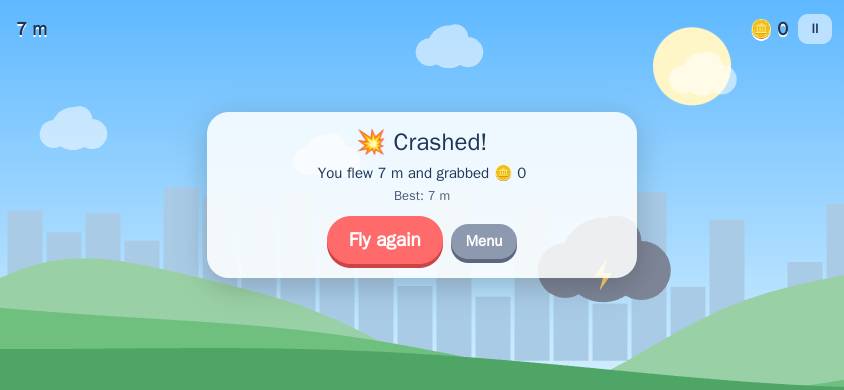 7 m
🪙 0
⏸
💥 Crashed!
You flew 7 m and grabbed 🪙 0
Best: 7 m
Fly again
Menu